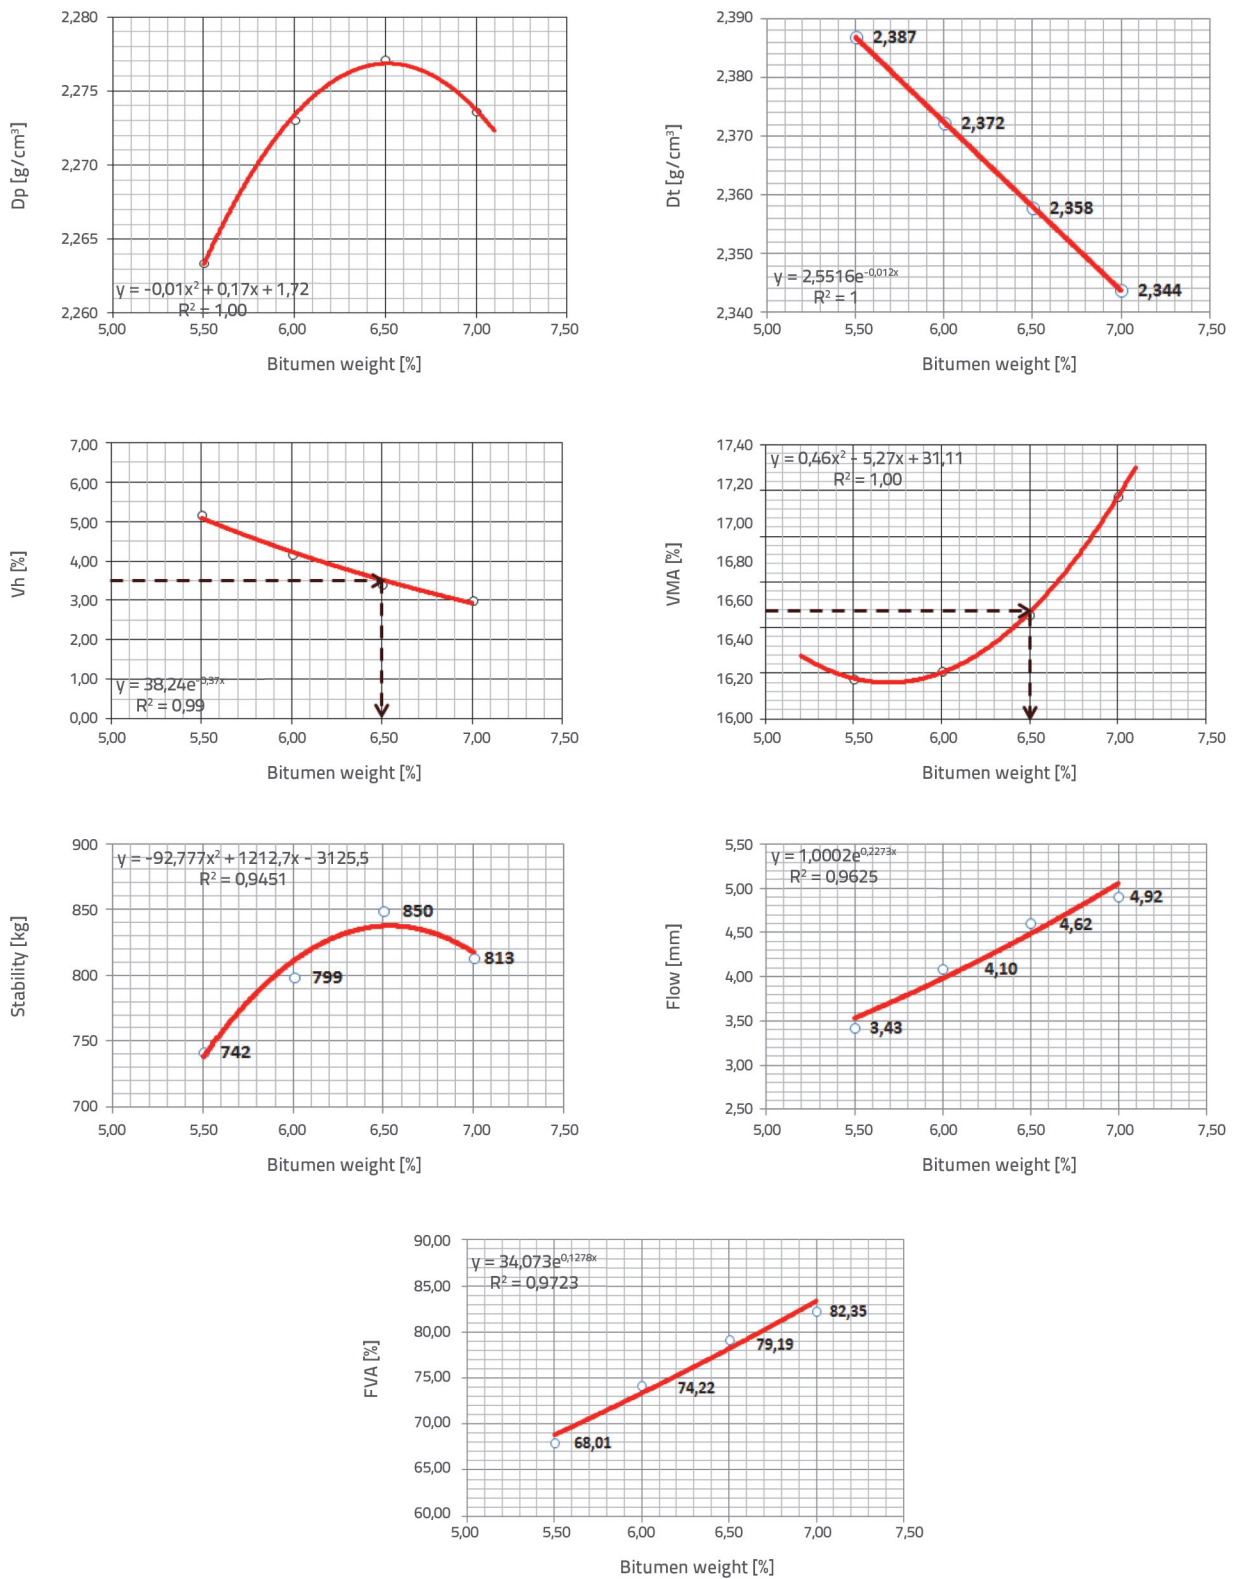 2,280
2,275
2,270
2,265
2,260
Dp [g/cm³]
y = -0,01x² + 0,17x + 1,72
R² = 1,00
5,00 5,50 6,00 6,50 7,00 7,50
Bitumen weight [%]
2,390
2,380
2,370
2,360
2,350
2,340
Dt [g/cm³]
2,387
2,372
2,358
2,344
y = 2,5516e^-0,012x
R² = 1
5,00 5,50 6,00 6,50 7,00 7,50
Bitumen weight [%]
7,00
6,00
5,00
4,00
3,00
2,00
1,00
0,00
Vh [%]
y = 38,24e^-0,37x
R² = 0,99
5,00 5,50 6,00 6,50 7,00 7,50
Bitumen weight [%]
17,40
17,20
17,00
16,80
16,60
16,40
16,20
16,00
VMA [%]
y = 0,46x² - 5,27x + 31,11
R² = 1,00
5,00 5,50 6,00 6,50 7,00 7,50
Bitumen weight [%]
900
850
800
750
700
Stability [kg]
y = -92,777x² + 1212,7x - 3125,5
R² = 0,9451
742
799
850
813
5,00 5,50 6,00 6,50 7,00 7,50
Bitumen weight [%]
5,50
5,00
4,50
4,00
3,50
3,00
2,50
Flow [mm]
y = 1,0002e^0,2273x
R² = 0,9625
3,43
4,10
4,62
4,92
5,00 5,50 6,00 6,50 7,00 7,50
Bitumen weight [%]
90,00
85,00
80,00
75,00
70,00
65,00
60,00
FVA [%]
y = 34,073e^0,1278x
R² = 0,9723
68,01
74,22
79,19
82,35
5,00 5,50 6,00 6,50 7,00 7,50
Bitumen weight [%]